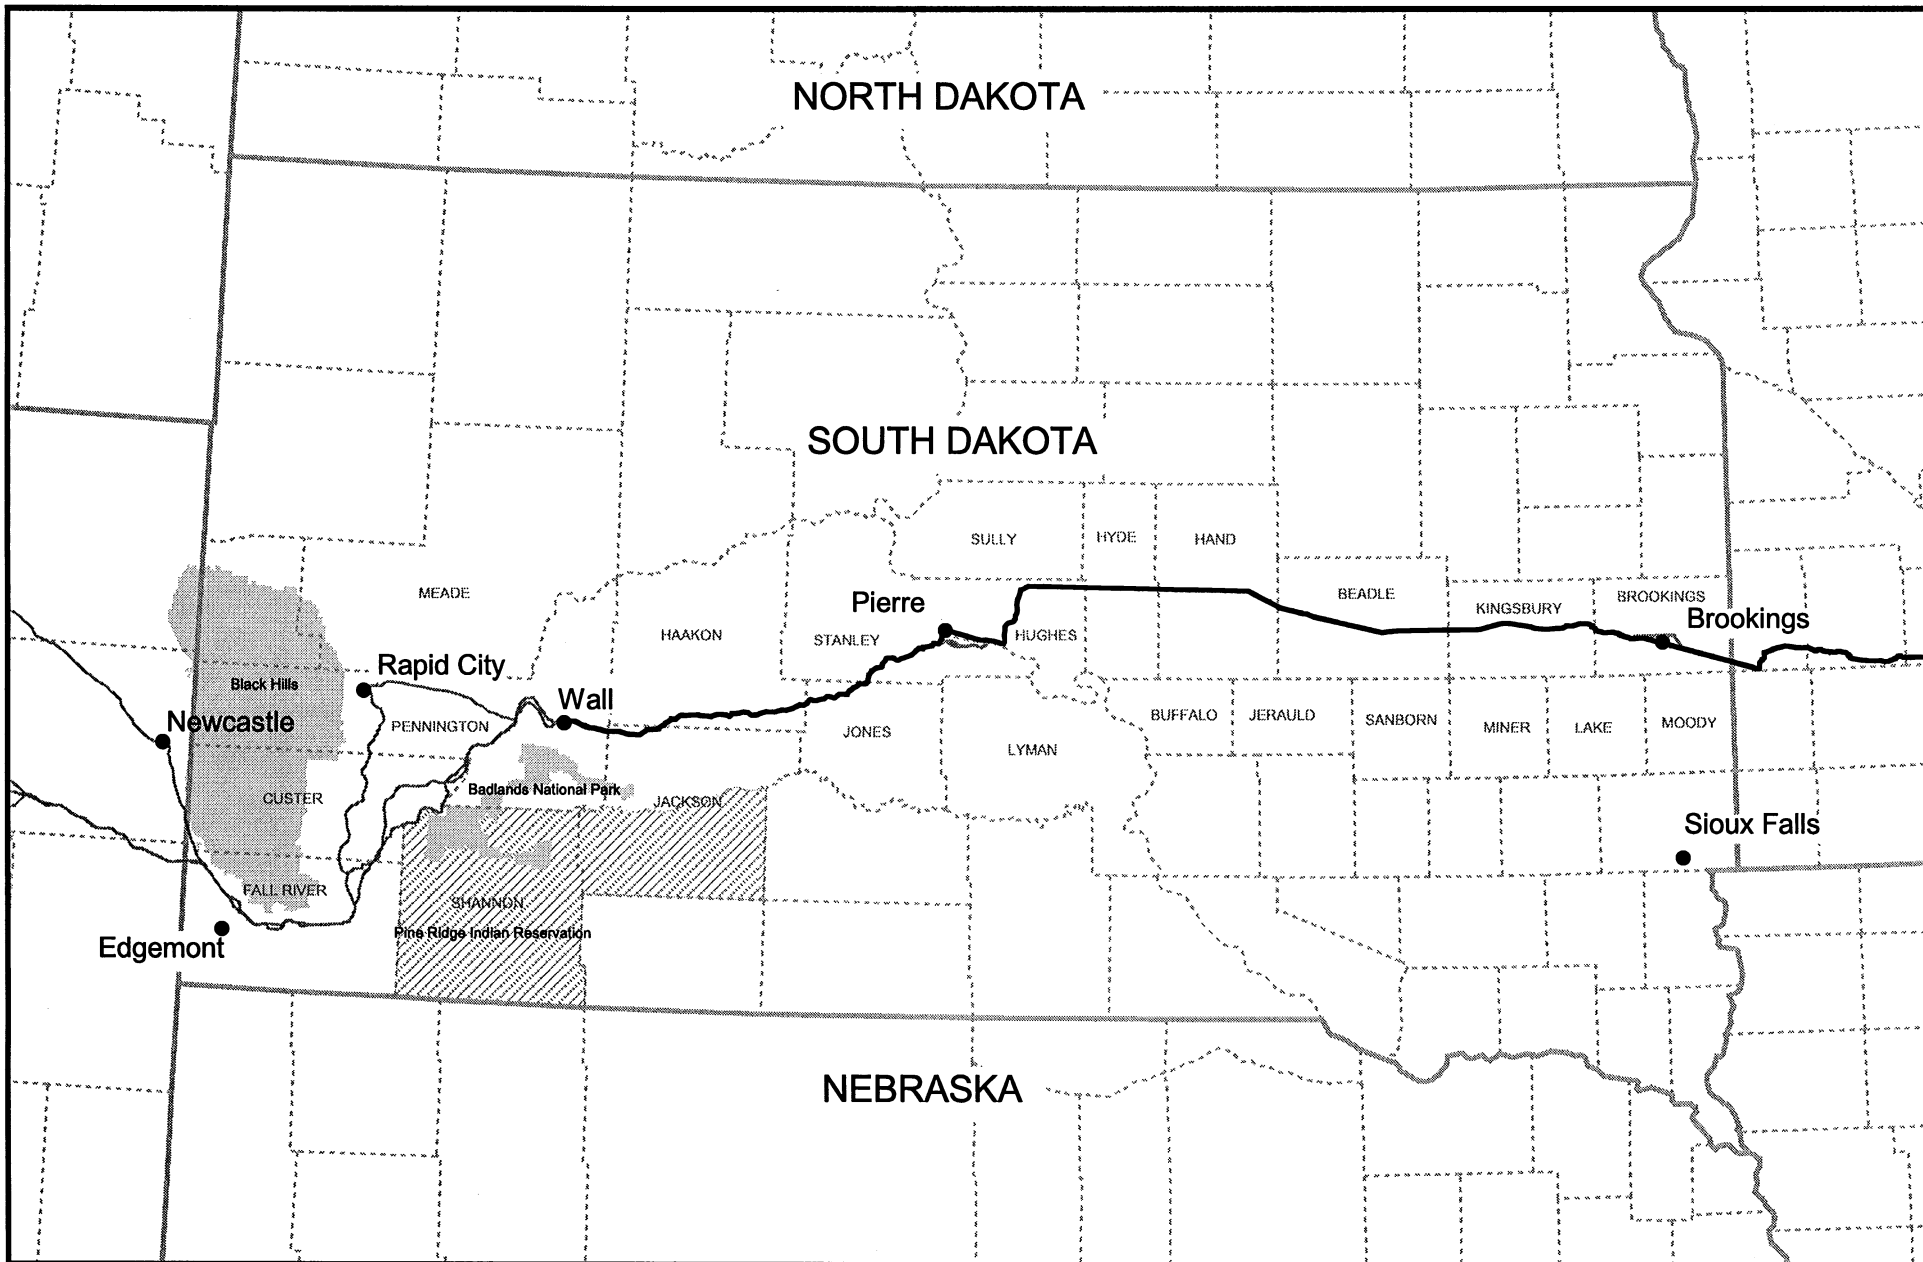 NORTH DAKOTA
SOUTH DAKOTA
SULLY
HYDE
HAND
MEADE
BEADLE
BROOKINGS
KINGSBURY
Pierre
Brookings
HAAKON
STANLEY
HUGHES
Rapid City
Black Hills
Wall
Newcastle
PENNINGTON
BUFFALO
JERAULD
SANBORN
MINER
LAKE
MOODY
JONES
LYMAN
Badlands National Park
CUSTER
JACKSON
Sioux Falls
FALL RIVER
SHANNON
Pine Ridge Indian Reservation
Edgemont
NEBRASKA